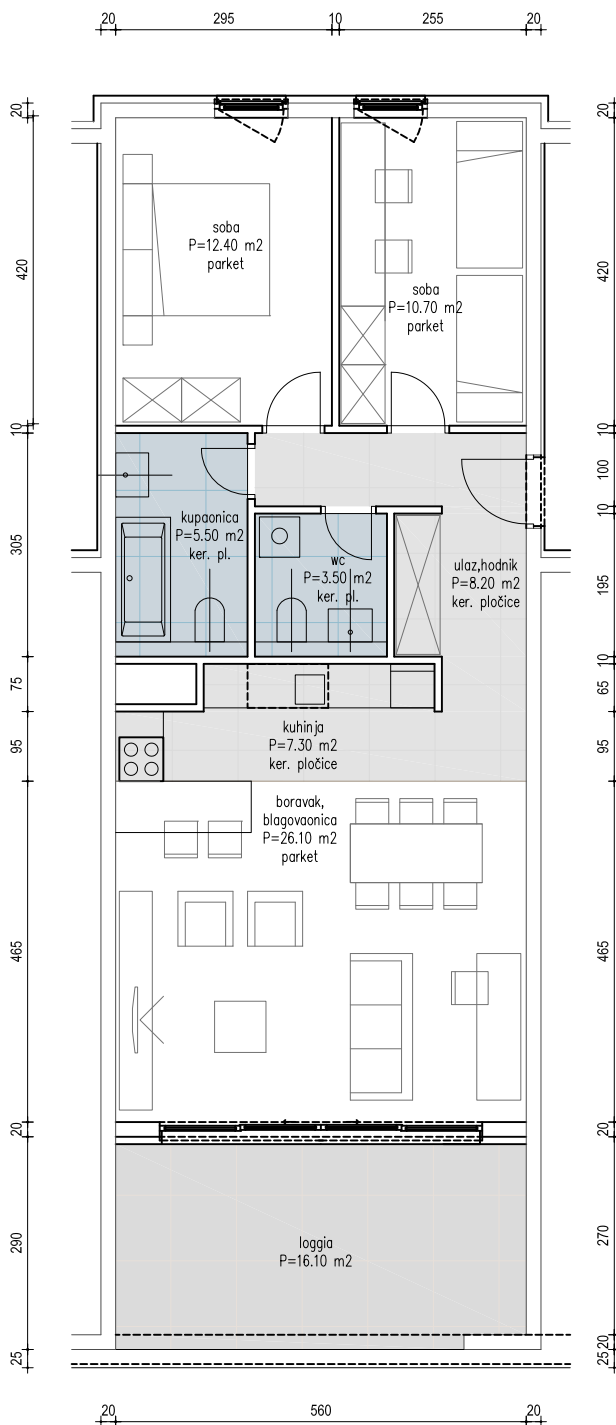 20 295 10 255 20
20
20
420
420
soba
P=12.40 m2
parket
soba
P=10.70 m2
parket
10
10
100
10
305
195
kupaonica
P=5.50 m2
ker. pl.
wc
P=3.50 m2
ker. pl.
ulaz,hodnik
P=8.20 m2
ker. pločice
10
75
65
95
95
kuhinja
P=7.30 m2
ker. pločice
boravak,
blagovaonica
P=26.10 m2
parket
465
465
20
20
290
270
loggia
P=16.10 m2
20
25
25
20 560 20